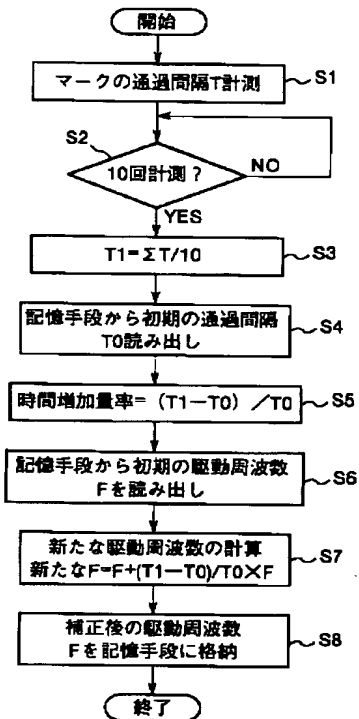 開始
マークの通過間隔T計測
S1
S2
10回計測？
NO
YES
T1=ΣT/10
S3
記憶手段から初期の通過間隔
T0読み出し
S4
時間増加量率=（T1－T0）／T0
S5
記憶手段から初期の駆動周波数
Fを読み出し
S6
新たな駆動周波数の計算
新たなF=F+(T1－T0)/T0×F
S7
補正後の駆動周波数
Fを記憶手段に格納
S8
終了